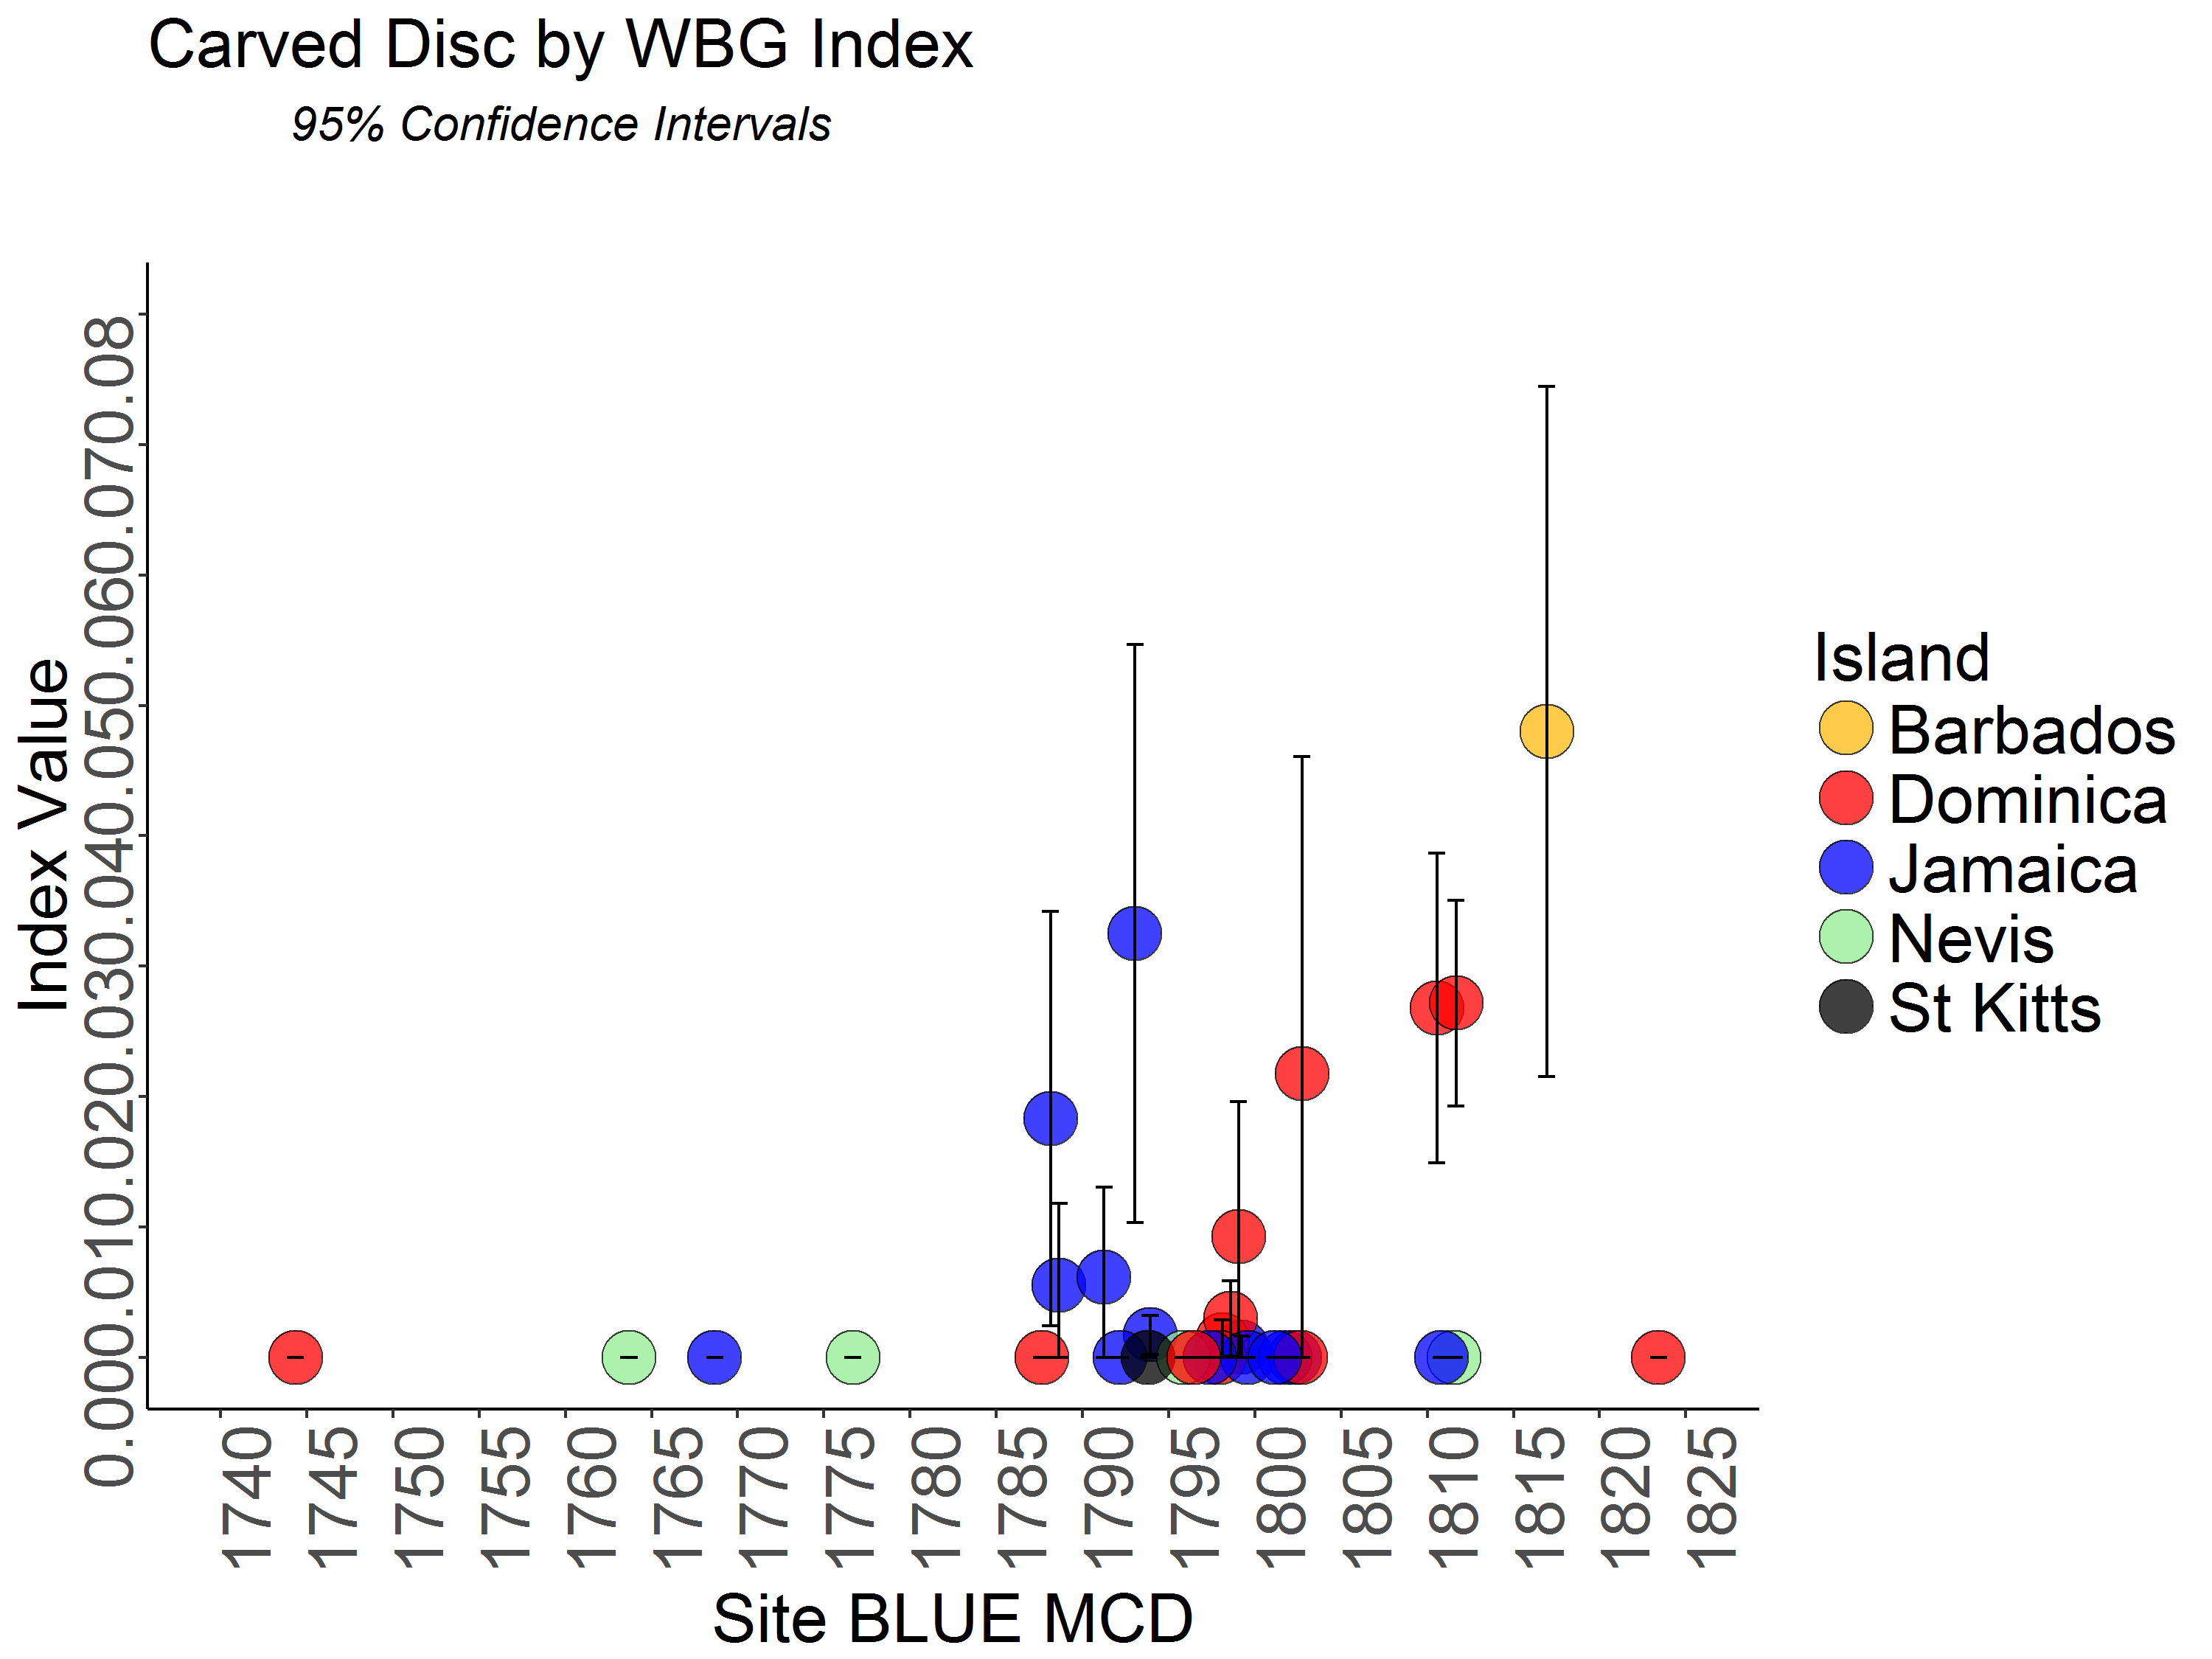 Carved Disc by WBG Index
95% Confidence Intervals
Index Value
0.08
0.07
0.06
0.05
0.04
0.03
0.02
0.01
0.00
1740
1745
1750
1755
1760
1765
1770
1775
1780
1785
1790
1795
1800
1805
1810
1815
1820
1825
Site BLUE MCD
Island
Barbados
Dominica
Jamaica
Nevis
St Kitts